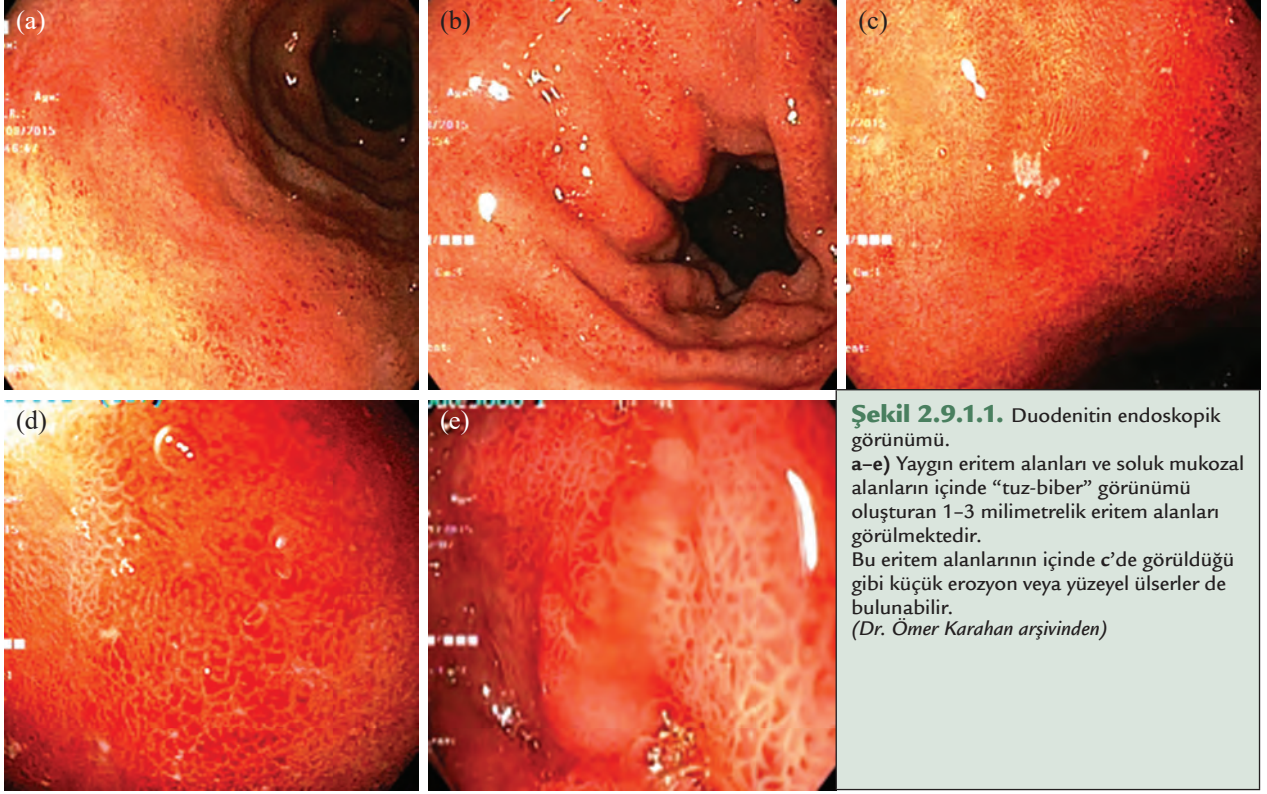 (a)
(b)
(c)
Age:
(d)
(e)
Şekil 2.9.1.1. Duodenitin endoskopik
görünümü.
a–e) Yaygın eritem alanları ve soluk mukozal
alanların içinde “tuz-biber” görünümü
oluşturan 1–3 milimetrelik eritem alanları
görülmektedir.
Bu eritem alanlarının içinde c’de görüldüğü
gibi küçük erozyon veya yüzeyel ülserler de
bulunabilir.
(Dr. Ömer Karahan arşivinden)